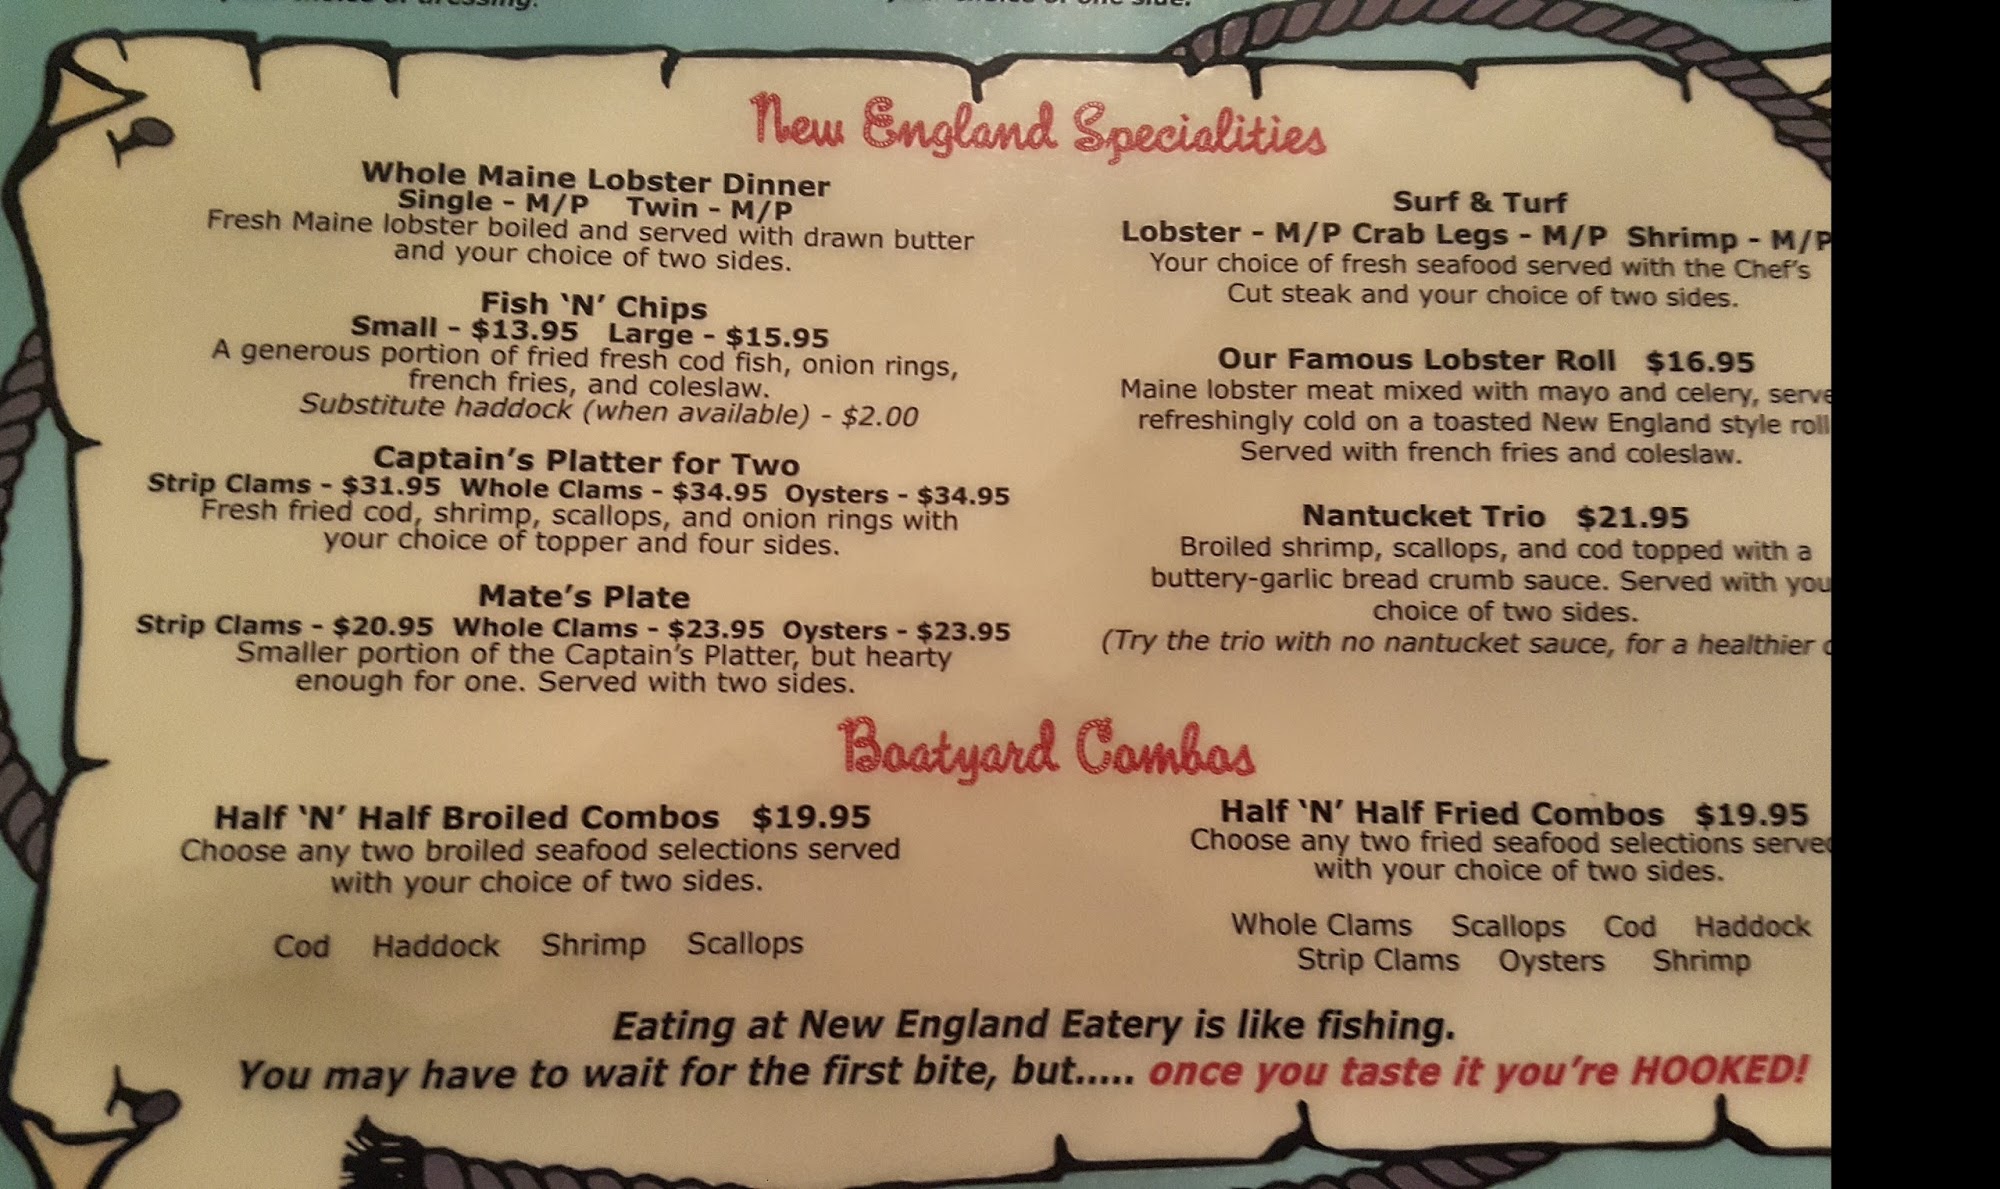 New England Specialities
Whole Maine Lobster Dinner
Single - M/P Twin - M/P
Fresh Maine lobster boiled and served with drawn butter
and your choice of two sides.
Fish ‘N’ Chips
Small - $13.95 Large - $15.95
A generous portion of fried fresh cod fish, onion rings,
french fries, and coleslaw.
Substitute haddock (when available) - $2.00
Captain’s Platter for Two
Strip Clams - $31.95 Whole Clams - $34.95 Oysters - $34.95
Fresh fried cod, shrimp, scallops, and onion rings with
your choice of topper and four sides.
Mate’s Plate
Strip Clams - $20.95 Whole Clams - $23.95 Oysters - $23.95
Smaller portion of the Captain’s Platter, but hearty
enough for one. Served with two sides.
Surf & Turf
Lobster - M/P Crab Legs - M/P Shrimp - M/P
Your choice of fresh seafood served with the Chef’s
Cut steak and your choice of two sides.
Our Famous Lobster Roll $16.95
Maine lobster meat mixed with mayo and celery, serve
refreshingly cold on a toasted New England style roll
Served with french fries and coleslaw.
Nantucket Trio $21.95
Broiled shrimp, scallops, and cod topped with a
buttery-garlic bread crumb sauce. Served with you
choice of two sides.
(Try the trio with no nantucket sauce, for a healthier
Boatyard Combos
Half ‘N’ Half Broiled Combos $19.95
Choose any two broiled seafood selections served
with your choice of two sides.
Cod Haddock Shrimp Scallops
Half ‘N’ Half Fried Combos $19.95
Choose any two fried seafood selections served
with your choice of two sides.
Whole Clams Scallops Cod Haddock
Strip Clams Oysters Shrimp
Eating at New England Eatery is like fishing.
You may have to wait for the first bite, but..... once you taste it you’re HOOKED!